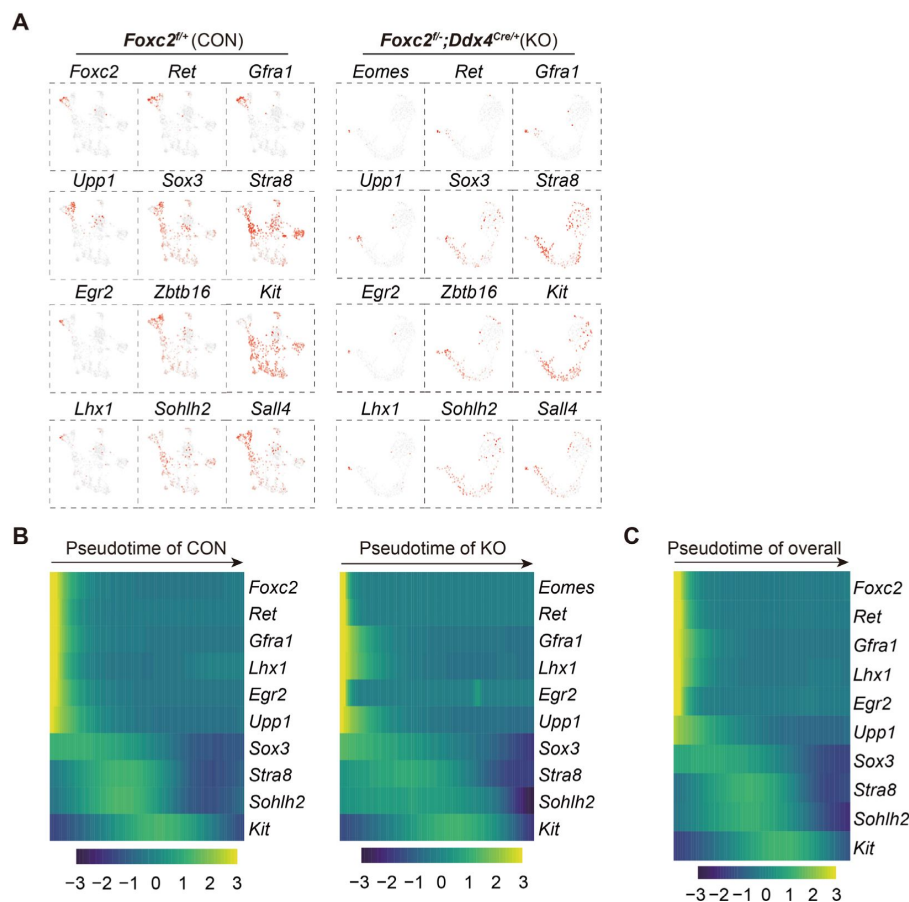 A
Foxc2f/+ (CON) Foxc2f/-;Ddx4Cre/+(KO)
Foxc2 Ret Gfra1 Eomes Ret Gfra1
Upp1 Sox3 Stra8 Upp1 Sox3 Stra8
Egr2 Zbtb16 Kit Egr2 Zbtb16 Kit
Lhx1 Sohlh2 Sall4 Lhx1 Sohlh2 Sall4
B
Pseudotime of CON
Foxc2
Ret
Gfra1
Lhx1
Egr2
Upp1
Sox3
Stra8
Sohlh2
Kit
−3 −2 −1 0 1 2 3
Pseudotime of KO
Eomes
Ret
Gfra1
Lhx1
Egr2
Upp1
Sox3
Stra8
Sohlh2
Kit
−3 −2 −1 0 1 2 3
C
Pseudotime of overall
Foxc2
Ret
Gfra1
Lhx1
Egr2
Upp1
Sox3
Stra8
Sohlh2
Kit
−3 −2 −1 0 1 2 3